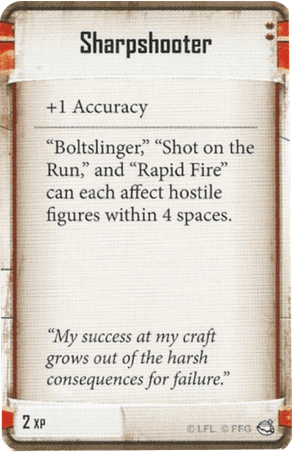 Sharpshooter
+1 Accuracy
“Boltslinger,” “Shot on the
Run,” and “Rapid Fire”
can each affect hostile
figures within 4 spaces.
“My success at my craft
grows out of the harsh
consequences for failure.”
2 XP
© LFL © FFG